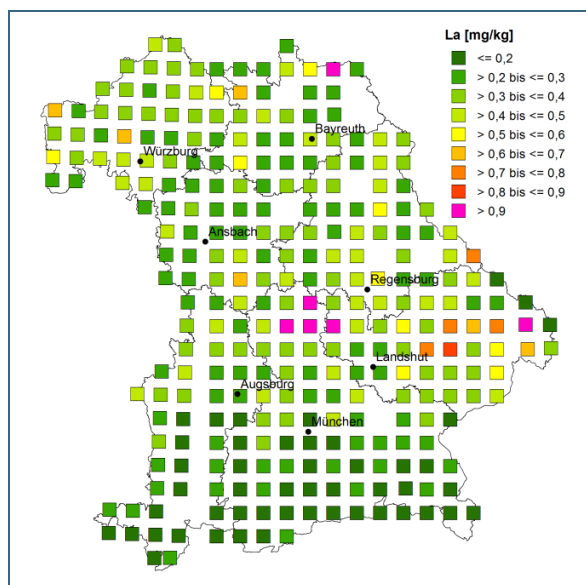 La [mg/kg]
<= 0,2
> 0,2 bis <= 0,3
> 0,3 bis <= 0,4
> 0,4 bis <= 0,5
> 0,5 bis <= 0,6
> 0,6 bis <= 0,7
> 0,7 bis <= 0,8
> 0,8 bis <= 0,9
> 0,9
Bayreuth
Würzburg
Ansbach
Regensburg
Landshut
Augsburg
München